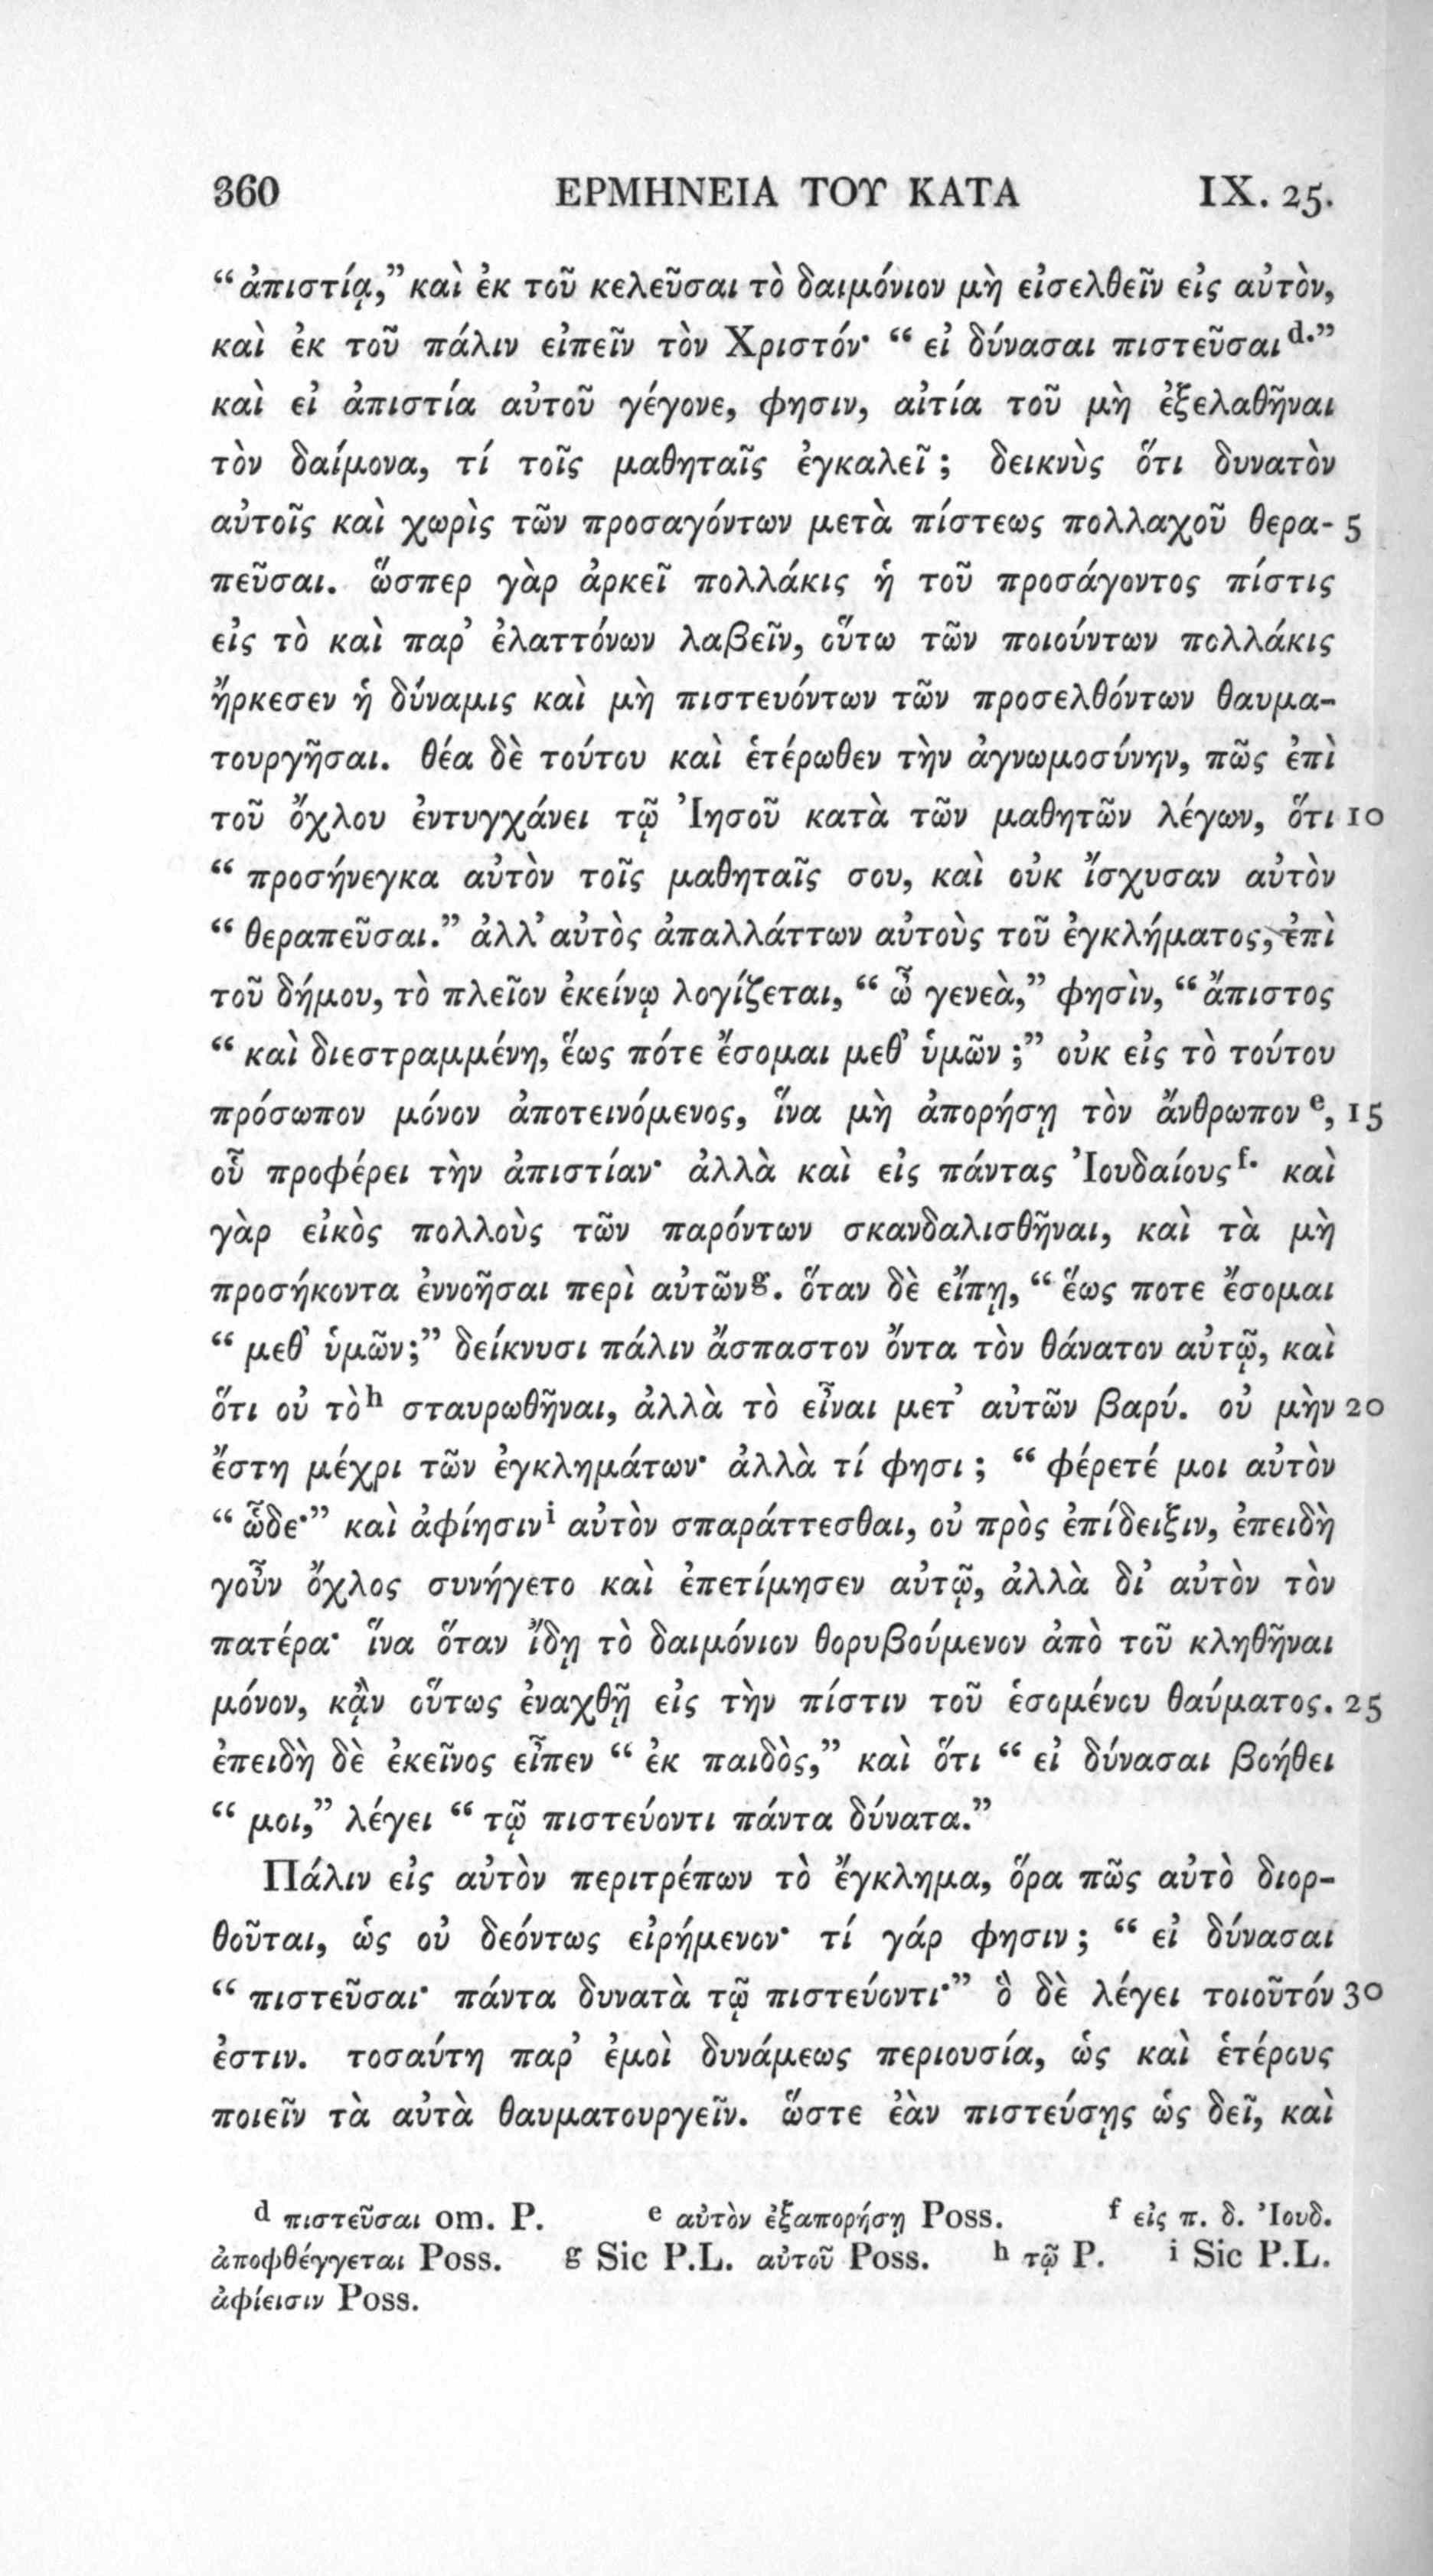 360 ΕΡΜΗΝΕΙΑ ΤΟΥ ΚΑΤΑ IX. 25.
“ ἀπιστίᾳ,” καὶ ἐκ τοῦ κελεῦσαι τὸ δαιμόνιον μὴ εἰσελθεῖν εἰς αὐτὸν,
καὶ ἐκ τοῦ πάλιν εἰπεῖν τὸν Χριστόν· “ εἰ δύνασαι πιστεῦσαι d.”
καὶ εἰ ἀπιστία αὐτοῦ γέγονε, φησιν, αἰτία τοῦ μὴ ἐξελαθῆναι
τὸν δαίμονα, τί τοῖς μαθηταῖς ἐγκαλεῖ ; δεικνὺς ὅτι δυνατὸν
αὐτοῖς καὶ χωρὶς τῶν προσαγόντων μετὰ πίστεως πολλαχοῦ θερα- 5
πεῦσαι. ὥσπερ γὰρ ἀρκεῖ πολλάκις ἡ τοῦ προσάγοντος πίστις
εἰς τὸ καὶ παρ’ ἐλαττόνων λαβεῖν, οὕτω τῶν ποιούντων πολλάκις
ἤρκεσεν ἡ δύναμις καὶ μὴ πιστευόντων τῶν προσελθόντων θαυμα-
τουργῆσαι. θέα δὲ τούτου καὶ ἑτέρωθεν τὴν ἀγνωμοσύνην, πῶς ἐπὶ
τοῦ ὄχλου ἐντυγχάνει τῷ Ἰησοῦ κατὰ τῶν μαθητῶν λέγων, ὅτι 10
“ προσήνεγκα αὐτὸν τοῖς μαθηταῖς σου, καὶ οὐκ ἴσχυσαν αὐτὸν
“ θεραπεῦσαι.” ἀλλ’ αὐτὸς ἀπαλλάττων αὐτοὺς τοῦ ἐγκλήματος, ἐπὶ
τοῦ δήμου, τὸ πλεῖον ἐκείνῳ λογίζεται, “ ὦ γενεὰ,” φησὶν, “ ἄπιστος
“ καὶ διεστραμμένη, ἕως πότε ἔσομαι μεθ’ ὑμῶν ;” οὐκ εἰς τὸ τούτου
πρόσωπον μόνον ἀποτεινόμενος, ἵνα μὴ ἀπορήσῃ τὸν ἄνθρωπον e, 15
οὗ προφέρει τὴν ἀπιστίαν· ἀλλὰ καὶ εἰς πάντας Ἰουδαίους f. καὶ
γὰρ εἰκὸς πολλοὺς τῶν παρόντων σκανδαλισθῆναι, καὶ τὰ μὴ
προσήκοντα ἐννοῆσαι περὶ αὐτῶν g. ὅταν δὲ εἴπῃ, “ ἕως ποτε ἔσομαι
“ μεθ’ ὑμῶν;” δείκνυσι πάλιν ἄσπαστον ὄντα τὸν θάνατον αὐτῷ, καὶ
ὅτι οὐ τὸ h σταυρωθῆναι, ἀλλὰ τὸ εἶναι μετ’ αὐτῶν βαρύ. οὐ μὴν 20
ἔστη μέχρι τῶν ἐγκλημάτων· ἀλλὰ τί φησι ; “ φέρετέ μοι αὐτὸν
“ ὧδε·” καὶ ἀφίησιν i αὐτὸν σπαράττεσθαι, οὐ πρὸς ἐπίδειξιν, ἐπειδὴ
γοῦν ὄχλος συνήγετο καὶ ἐπετίμησεν αὐτῷ, ἀλλὰ δι’ αὐτὸν τὸν
πατέρα· ἵνα ὅταν ἴδῃ τὸ δαιμόνιον θορυβούμενον ἀπὸ τοῦ κληθῆναι
μόνον, κᾂν οὕτως ἐναχθῇ εἰς τὴν πίστιν τοῦ ἑσομένου θαύματος. 25
ἐπειδὴ δὲ ἐκεῖνος εἶπεν “ ἐκ παιδὸς,” καὶ ὅτι “ εἰ δύνασαι βοήθει
“ μοι,” λέγει “ τῷ πιστεύοντι πάντα δύνατα.”
Πάλιν εἰς αὐτὸν περιτρέπων τὸ ἔγκλημα, ὅρα πῶς αὐτὸ διορ-
θοῦται, ὡς οὐ δεόντως εἰρήμενον· τί γάρ φησιν ; “ εἰ δύνασαι
“ πιστεῦσαι· πάντα δυνατὰ τῷ πιστεύοντι·” ὃ δὲ λέγει τοιοῦτόν 30
ἐστιν. τοσαύτη παρ’ ἐμοὶ δυνάμεως περιουσία, ὡς καὶ ἑτέρους
ποιεῖν τὰ αὐτὰ θαυματουργεῖν. ὥστε ἐὰν πιστεύσῃς ὡς δεῖ, καὶ
d πιστεῦσαι om. P. e αὐτὸν ἐξαπορήσῃ Poss. f εἰς π. δ. Ἰουδ.
ἀποφθέγγεται Poss. g Sic P.L. αὐτοῦ Poss. h τῷ P. i Sic P.L.
ἀφίεισιν Poss.